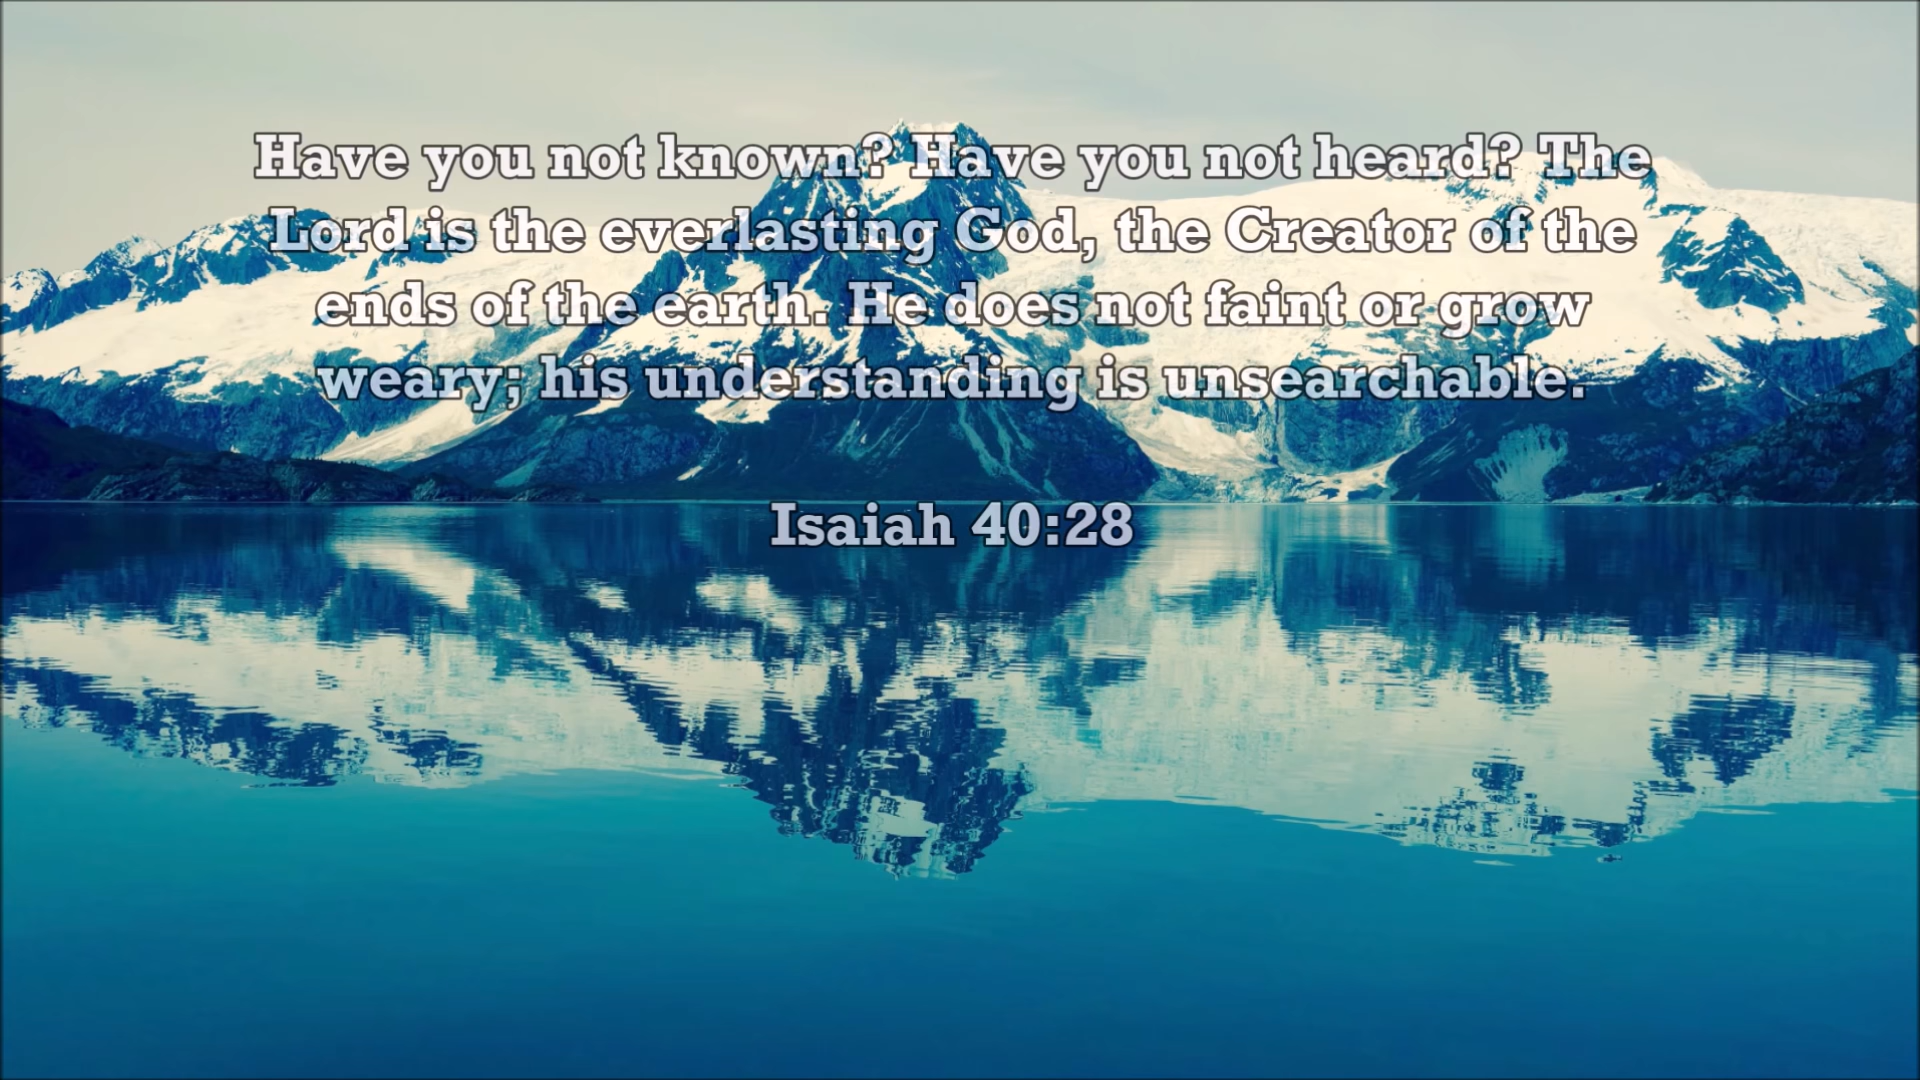 Have you not known? Have you not heard? The
Lord is the everlasting God, the Creator of the
ends of the earth. He does not faint or grow
weary; his understanding is unsearchable.
Isaiah 40:28